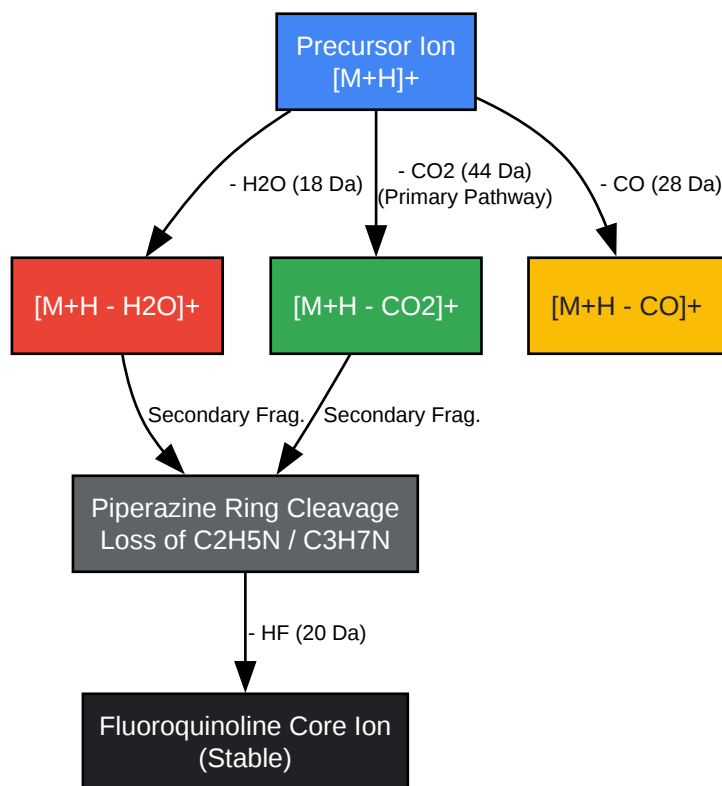 Precursor Ion
[M+H]+
- H2O (18 Da)
- CO2 (44 Da)
(Primary Pathway)
- CO (28 Da)
[M+H - H2O]+
[M+H - CO2]+
[M+H - CO]+
Secondary Frag.
Secondary Frag.
Piperazine Ring Cleavage
Loss of C2H5N / C3H7N
- HF (20 Da)
Fluoroquinoline Core Ion
(Stable)